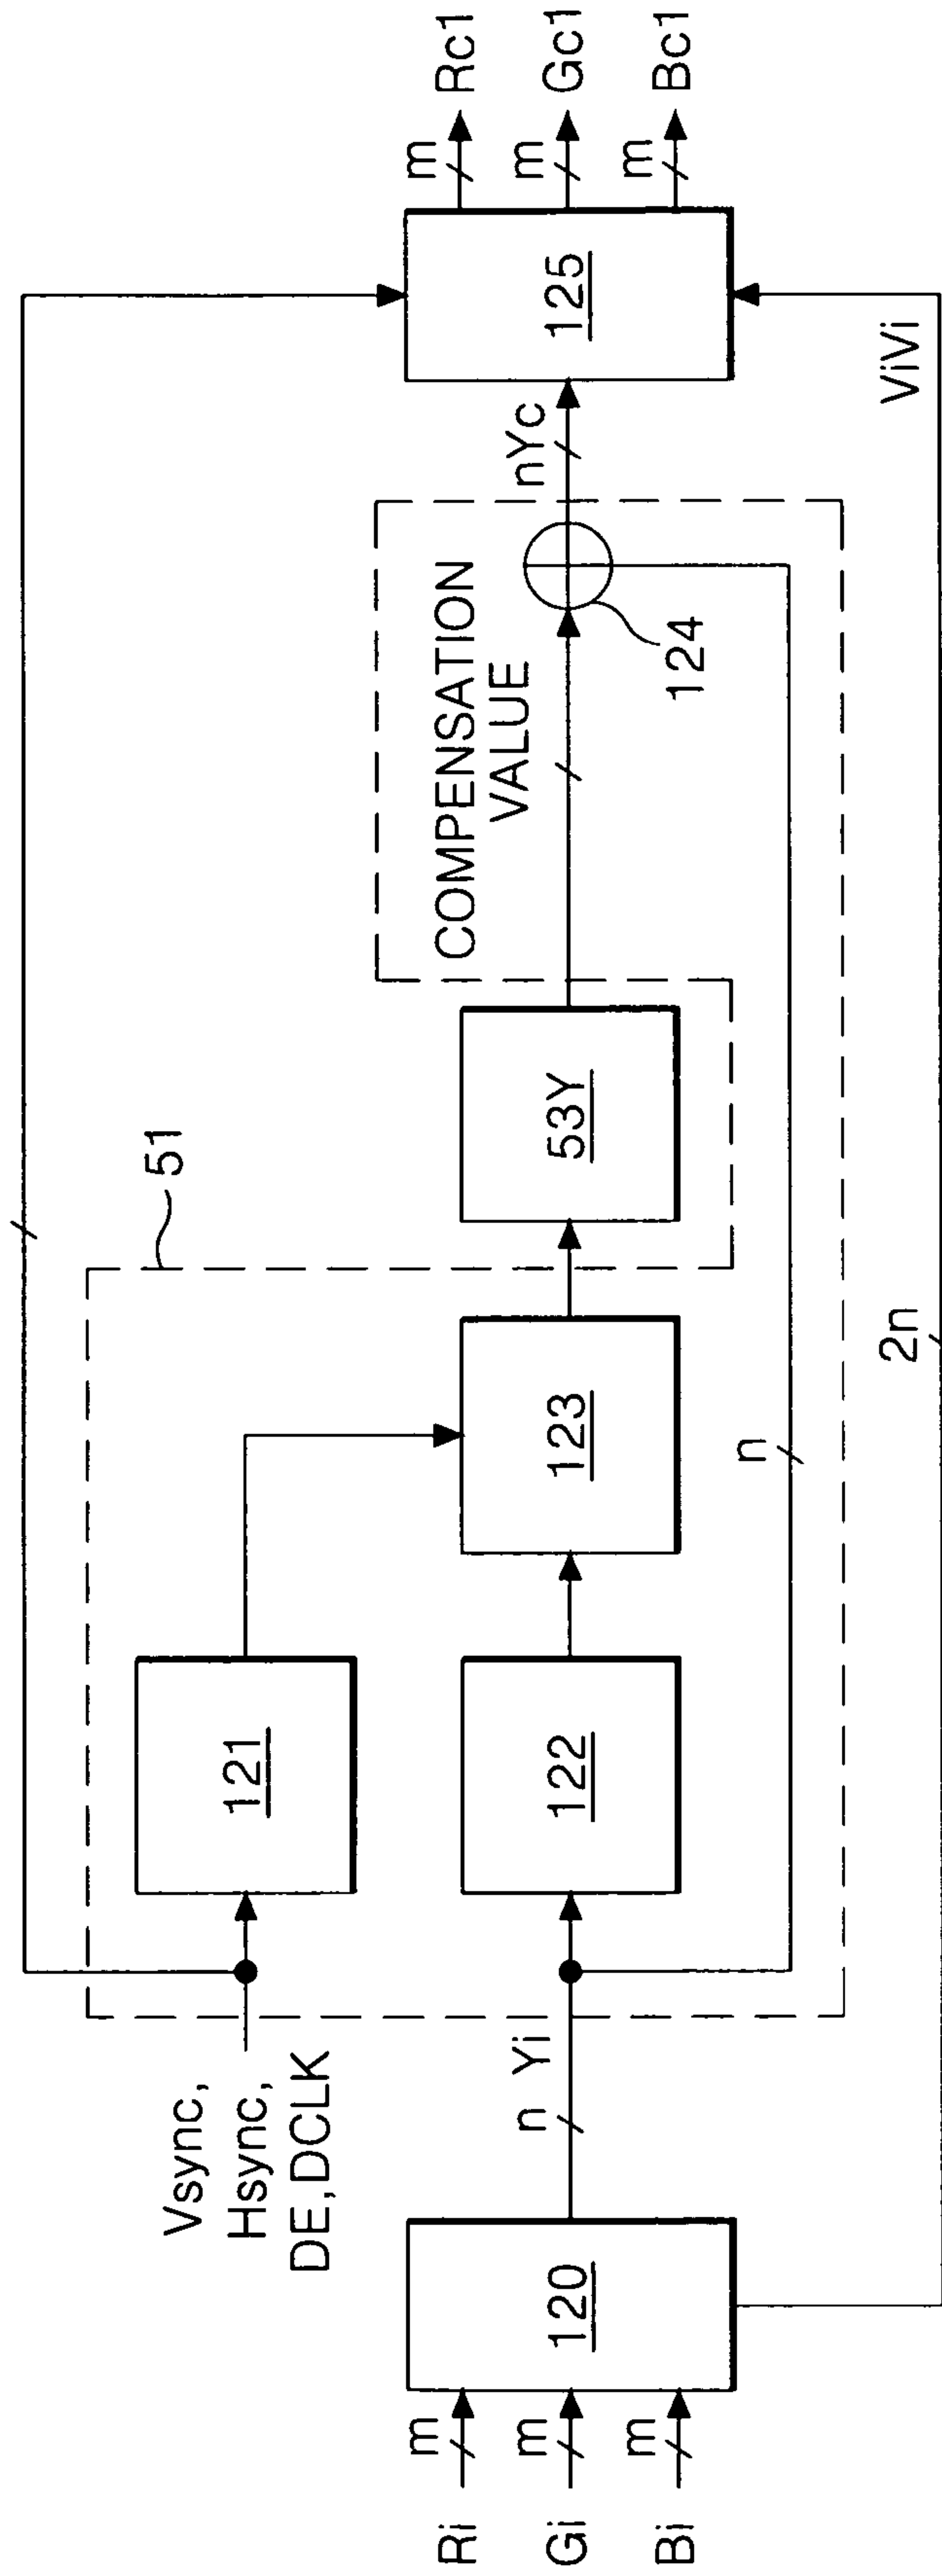 Ri
Gi
Bi
m
m
m
120
n
Yi
Vsync,
Hsync,
DE,DCLK
121
122
123
51
53Y
COMPENSATION
VALUE
124
n
2n
ViVi
nYc
125
m
m
m
Rc1
Gc1
Bc1